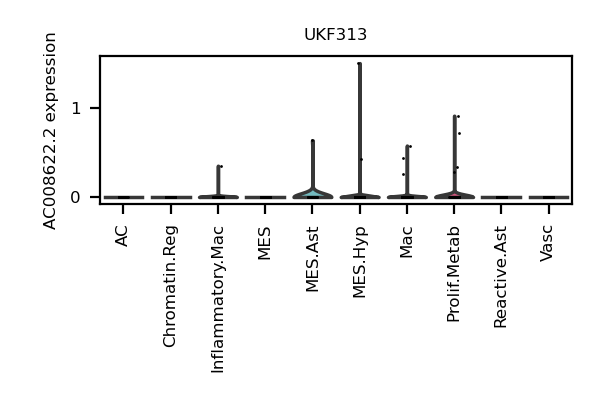 UKF313
AC008622.2 expression
1
0
AC
Chromatin.Reg
Inflammatory.Mac
MES
MES.Ast
MES.Hyp
Mac
Prolif.Metab
Reactive.Ast
Vasc